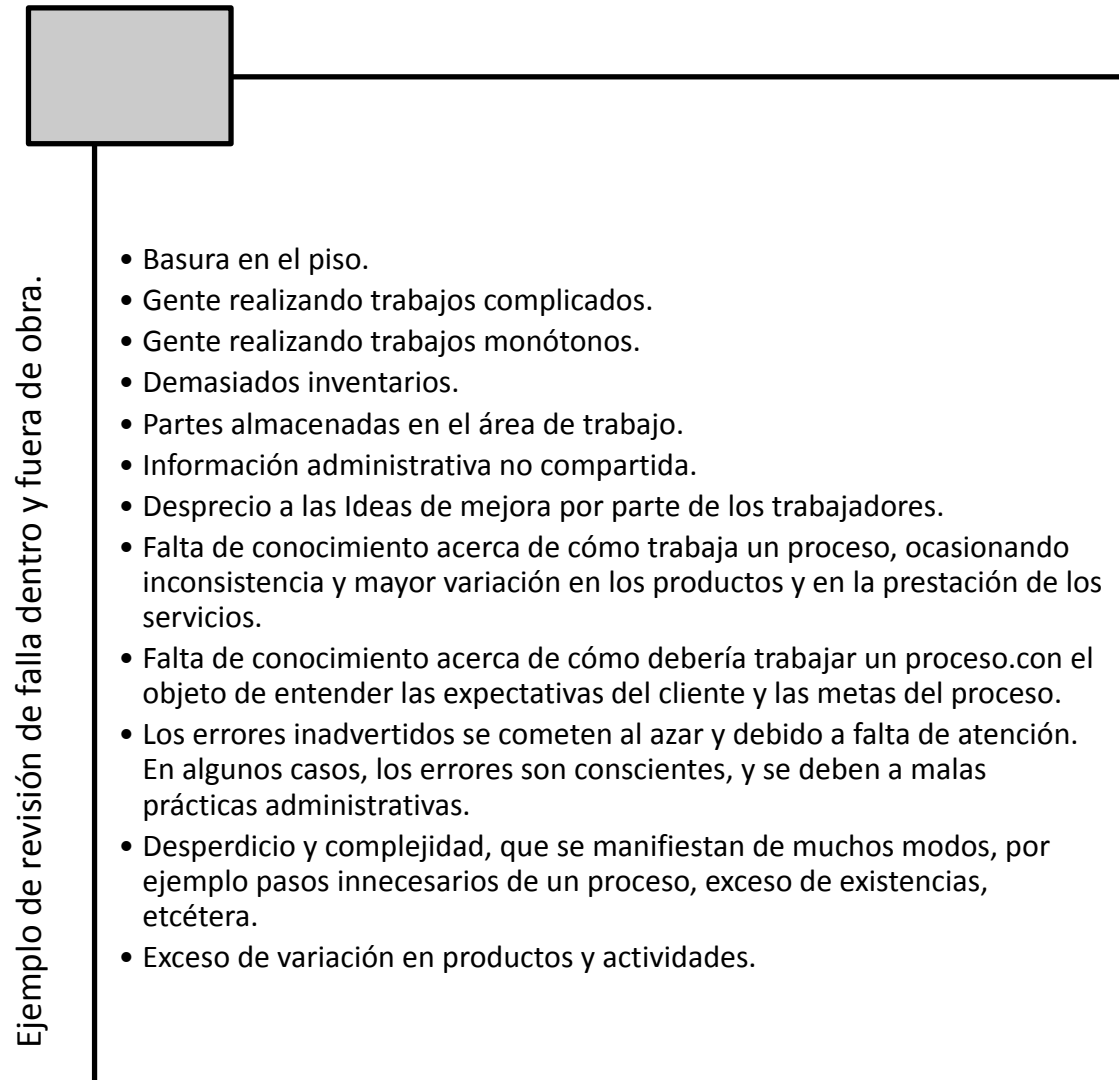 Ejemplo de revisión de falla dentro y fuera de obra.
• Basura en el piso.
• Gente realizando trabajos complicados.
• Gente realizando trabajos monótonos.
• Demasiados inventarios.
• Partes almacenadas en el área de trabajo.
• Información administrativa no compartida.
• Desprecio a las Ideas de mejora por parte de los trabajadores.
• Falta de conocimiento acerca de cómo trabaja un proceso, ocasionando
inconsistencia y mayor variación en los productos y en la prestación de los
servicios.
• Falta de conocimiento acerca de cómo debería trabajar un proceso.con el
objeto de entender las expectativas del cliente y las metas del proceso.
• Los errores inadvertidos se cometen al azar y debido a falta de atención.
En algunos casos, los errores son conscientes, y se deben a malas
prácticas administrativas.
• Desperdicio y complejidad, que se manifiestan de muchos modos, por
ejemplo pasos innecesarios de un proceso, exceso de existencias,
etcétera.
• Exceso de variación en productos y actividades.